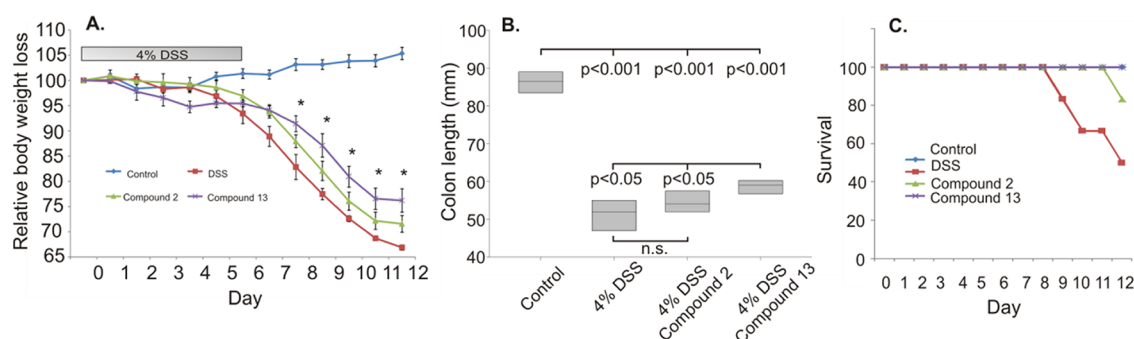 A.
4% DSS
110
105
100
95
90
85
80
75
70
65
Relative body weight loss
* * * * *
Control
DSS
Compound 2
Compound 13
0 1 2 3 4 5 6 7 8 9 10 11 12
Day
B.
100
90
80
70
60
50
40
Colon length (mm)
p<0.001 p<0.001 p<0.001
p<0.05 p<0.05
n.s.
Control
4% DSS
4% DSS
Compound 2
4% DSS
Compound 13
C.
100
80
60
40
20
0
Survival
Control
DSS
Compound 2
Compound 13
0 1 2 3 4 5 6 7 8 9 10 11 12
Day